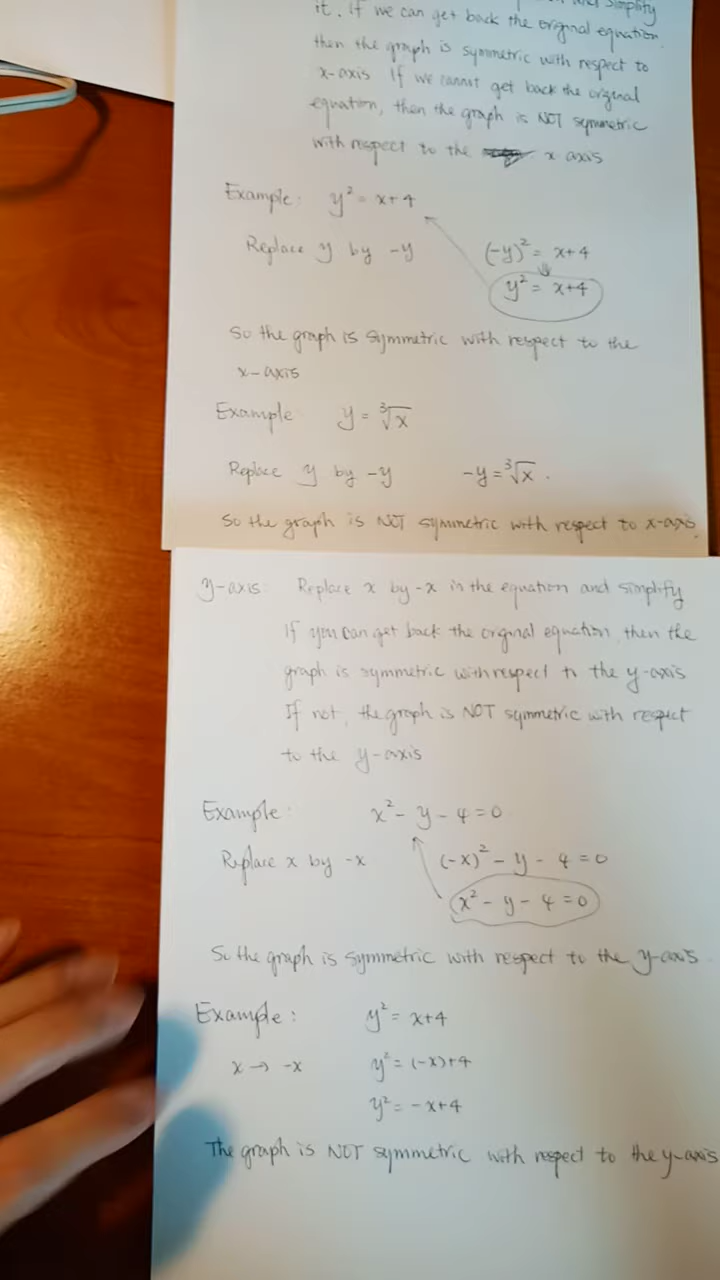 simplify
it. If we can get back the original equation.
then the graph is symmetric with respect to
x-axis If we cannot get back the orginal
equation, then the graph is NOT symmetric
with respect to the x axis
Example: y² = x+4
Replace y by -y (-y)² = x+4
y² = x+4
So the graph is symmetric with respect to the
x-axis
Example y = ∛x
Replace y by -y -y = ∛x.
So the graph is NOT symmetric with respect to x-axis.
y-axis: Replace x by -x in the equation and simplify
If you can get back the orginal equation, then the
graph is symmetric with respect to the y-axis
If not, the graph is NOT symmetric with respect
to the y-axis
Example: x² - y - 4 = 0
Replace x by -x (-x)² - y - 4 = 0
x² - y - 4 = 0
So the graph is symmetric with respect to the y-axis.
Example: y² = x+4
x → -x y² = (-x)+4
y² = -x+4
The graph is NOT symmetric with respect to the y-axis